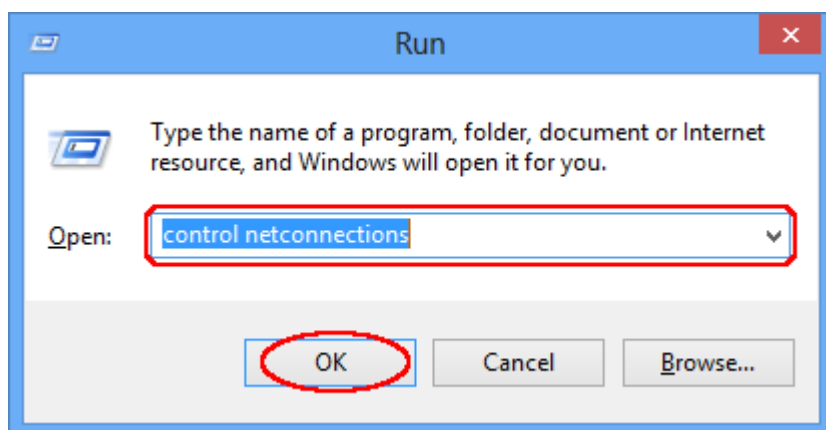 Run
Type the name of a program, folder, document or Internet
resource, and Windows will open it for you.
Open:
control netconnections
OK
Cancel
Browse...